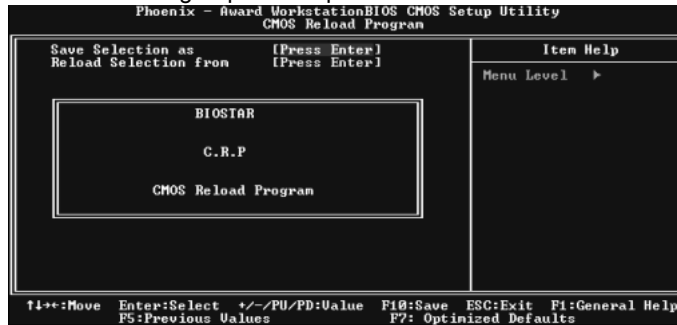 Phoenix - Award WorkstationBIOS CMOS Setup Utility
CMOS Reload Program
Save Selection as [Press Enter]
Reload Selection from [Press Enter]
Item Help
Menu Level ►
BIOSTAR
C.R.P
CMOS Reload Program
↑↓→←:Move Enter:Select +/-/PU/PD:Value F10:Save ESC:Exit F1:General Help
F5:Previous Values F7: Optimized Defaults